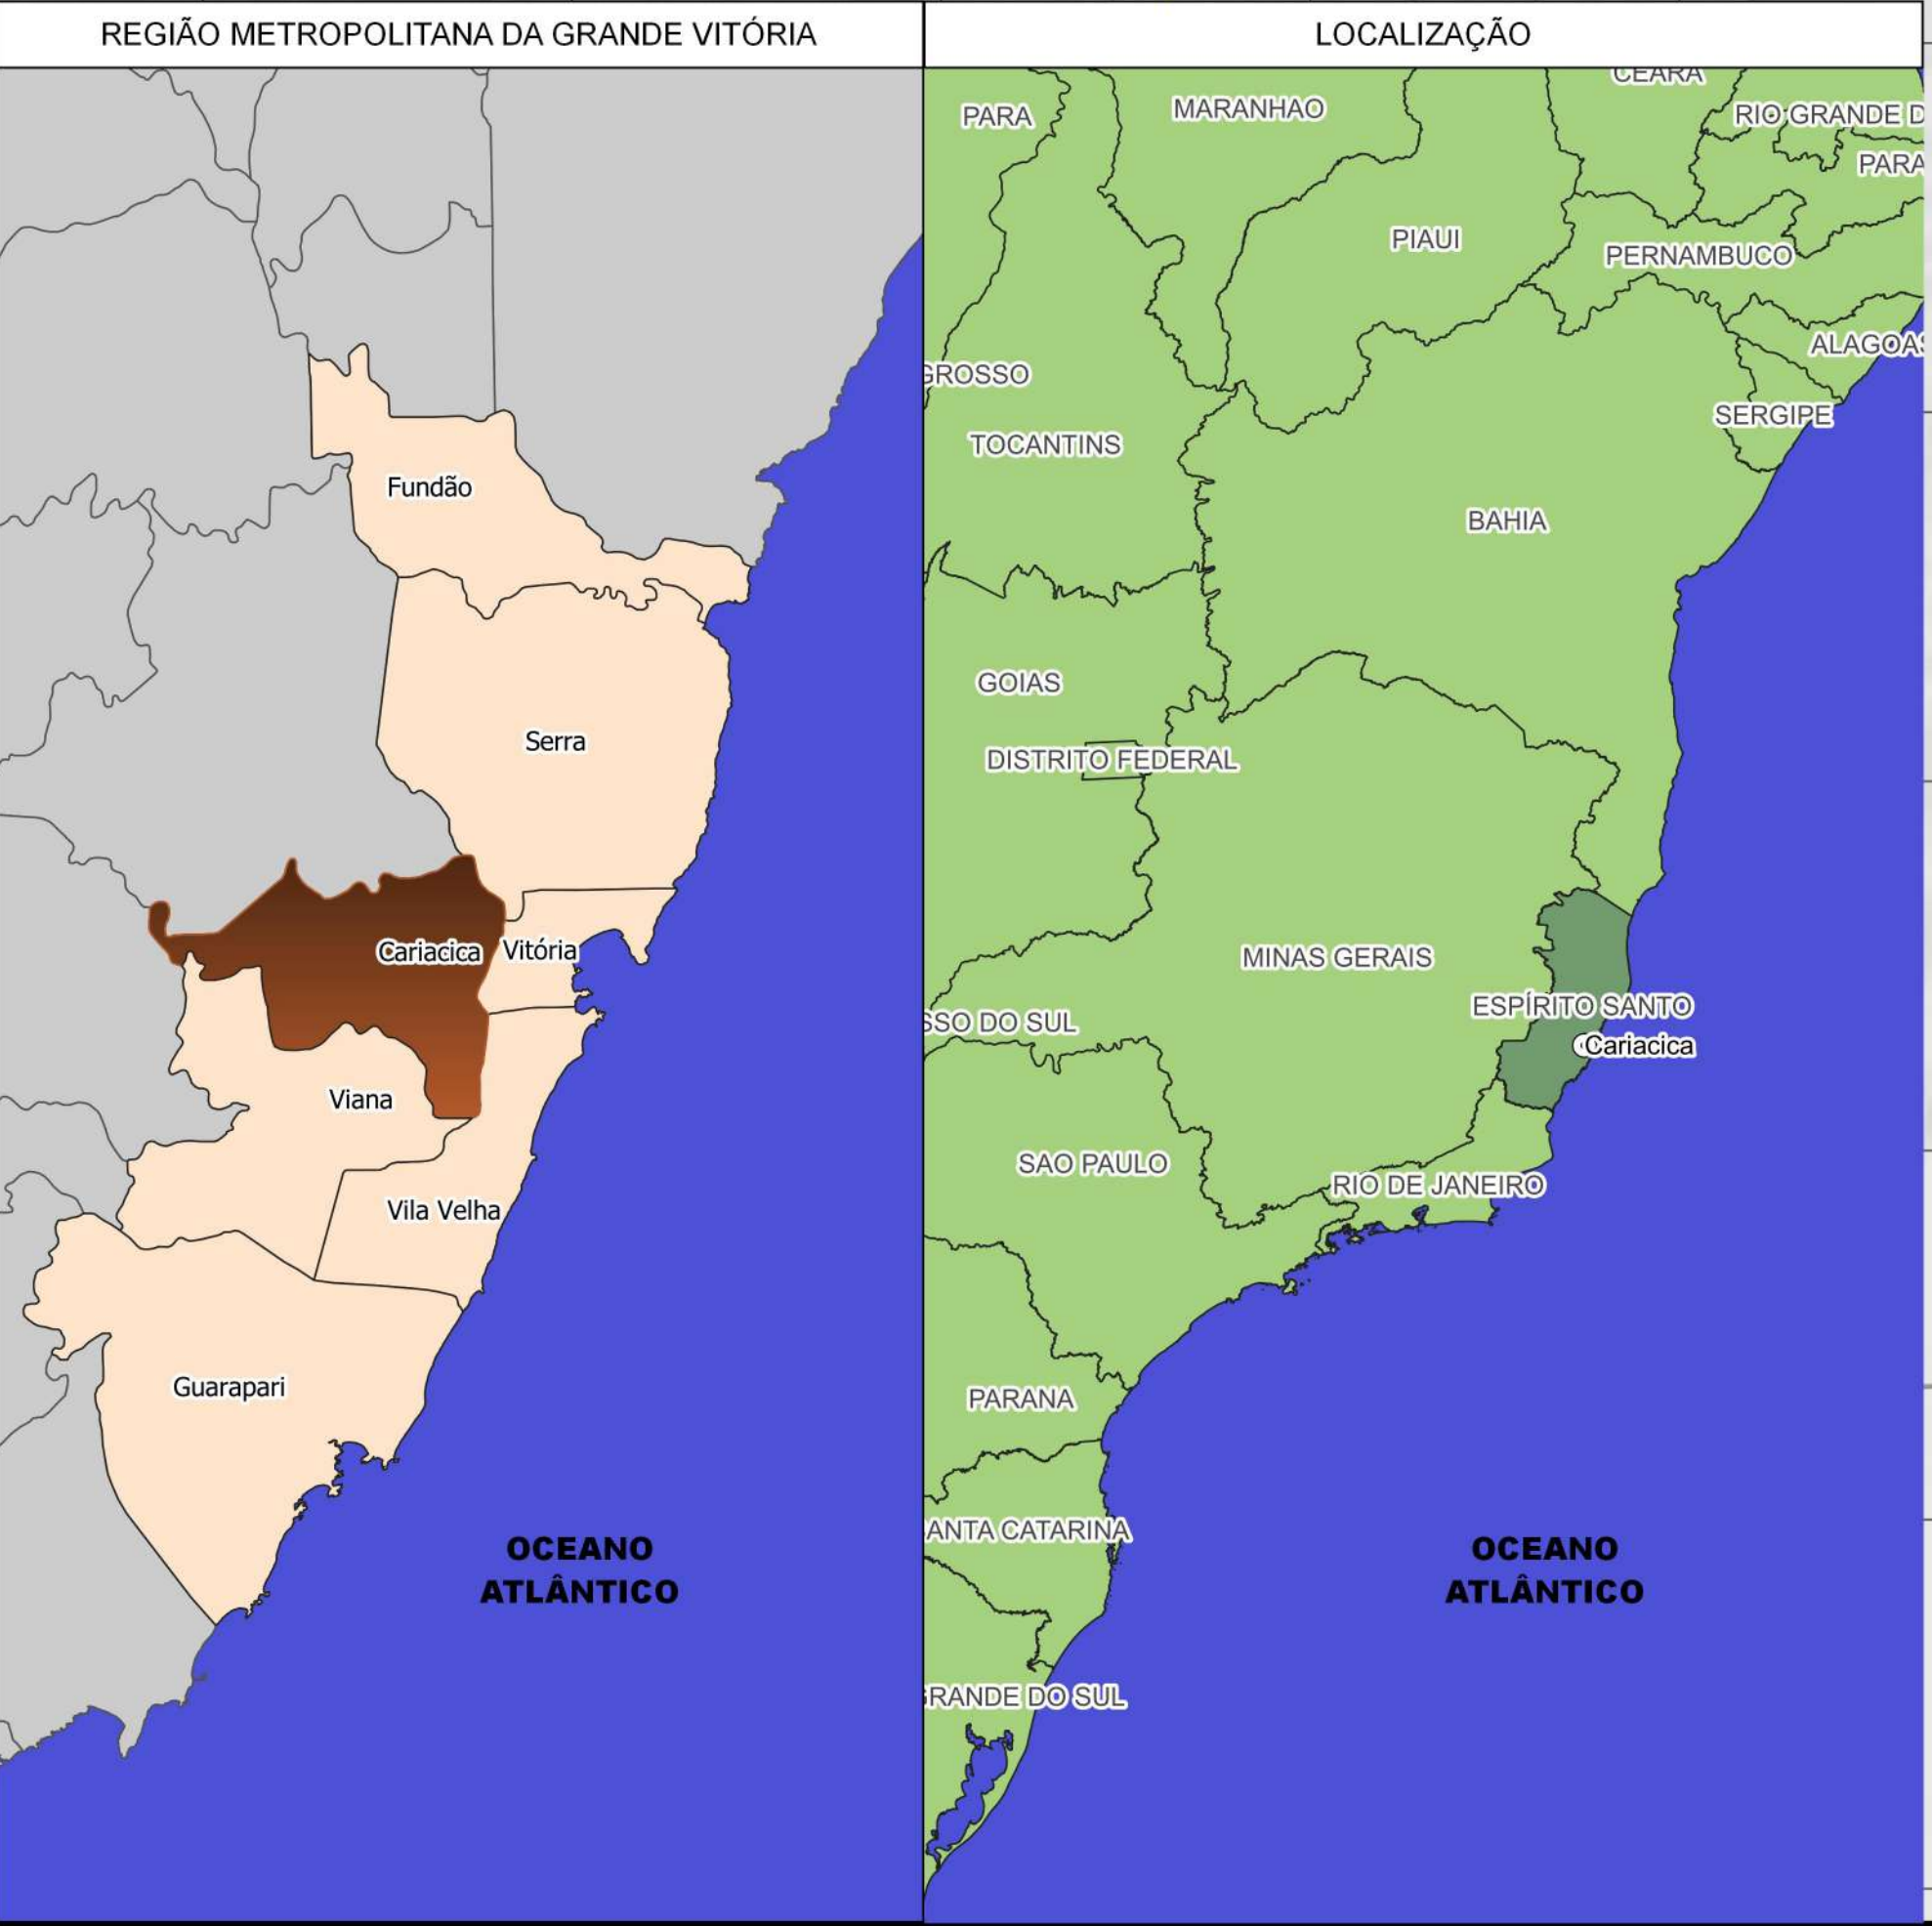 REGIÃO METROPOLITANA DA GRANDE VITÓRIA
Fundão
Serra
Cariacica
Vitória
Viana
Vila Velha
Guarapari
OCEANO
ATLÂNTICO
LOCALIZAÇÃO
CEARA
PARA
MARANHAO
RIO GRANDE D
PARA
PIAUI
PERNAMBUCO
ALAGOAS
GROSSO
SERGIPE
TOCANTINS
BAHIA
GOIAS
DISTRITO FEDERAL
MINAS GERAIS
ESPÍRITO SANTO
SSO DO SUL
Cariacica
SAO PAULO
RIO DE JANEIRO
PARANA
ANTA CATARINA
OCEANO
ATLÂNTICO
GRANDE DO SUL